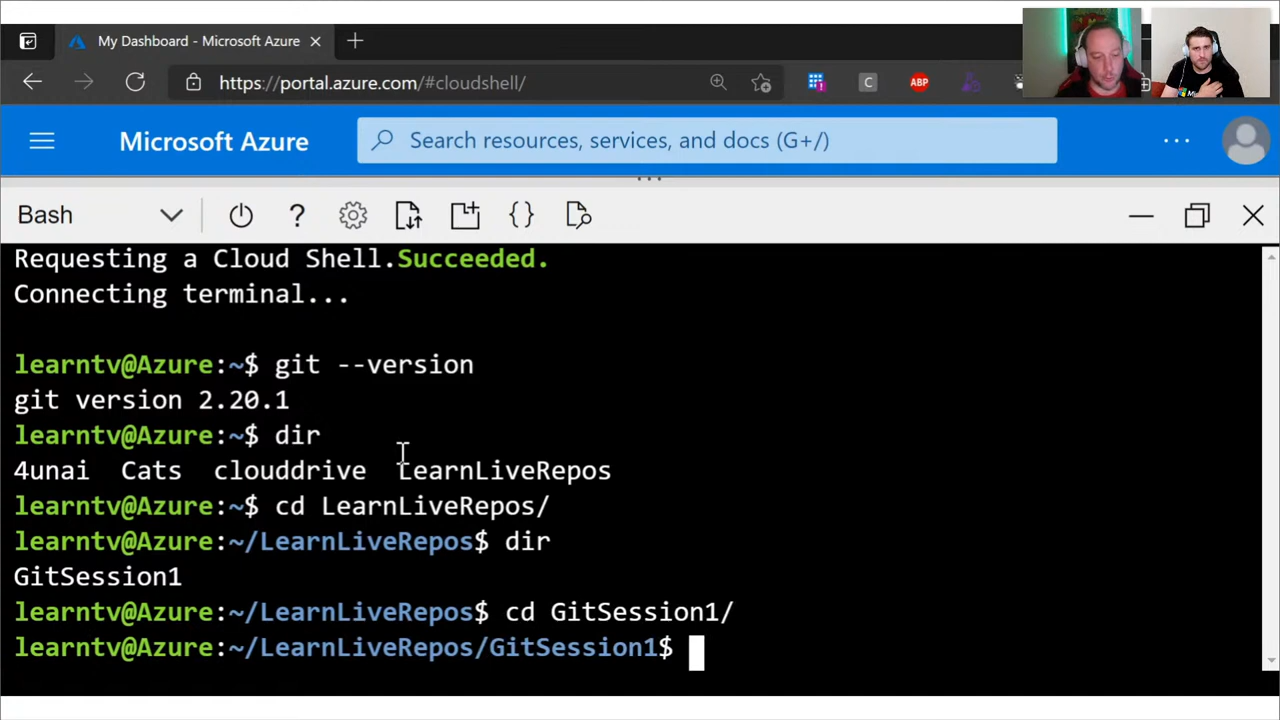 My Dashboard - Microsoft Azure
https://portal.azure.com/#cloudshell/
C
ABP
Microsoft Azure
Search resources, services, and docs (G+/)
Bash
Requesting a Cloud Shell.Succeeded.
Connecting terminal...
learntv@Azure:~$ git --version
git version 2.20.1
learntv@Azure:~$ dir
4unai  Cats  clouddrive  LearnLiveRepos
learntv@Azure:~$ cd LearnLiveRepos/
learntv@Azure:~/LearnLiveRepos$ dir
GitSession1
learntv@Azure:~/LearnLiveRepos$ cd GitSession1/
learntv@Azure:~/LearnLiveRepos/GitSession1$